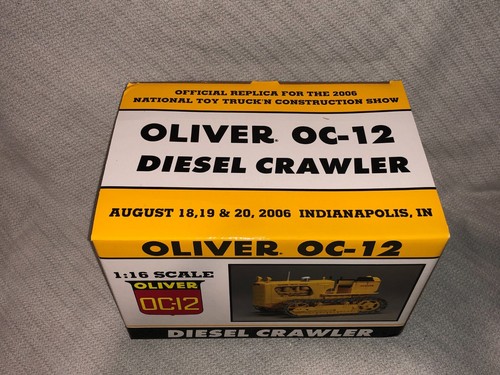 OFFICIAL REPLICA FOR THE 2006
NATIONAL TOY TRUCK'N CONSTRUCTION SHOW
OLIVER OC-12
DIESEL CRAWLER
AUGUST 18,19 & 20, 2006 INDIANAPOLIS, IN
OLIVER OC-12
1:16 SCALE
OLIVER
OC-12
DIESEL CRAWLER